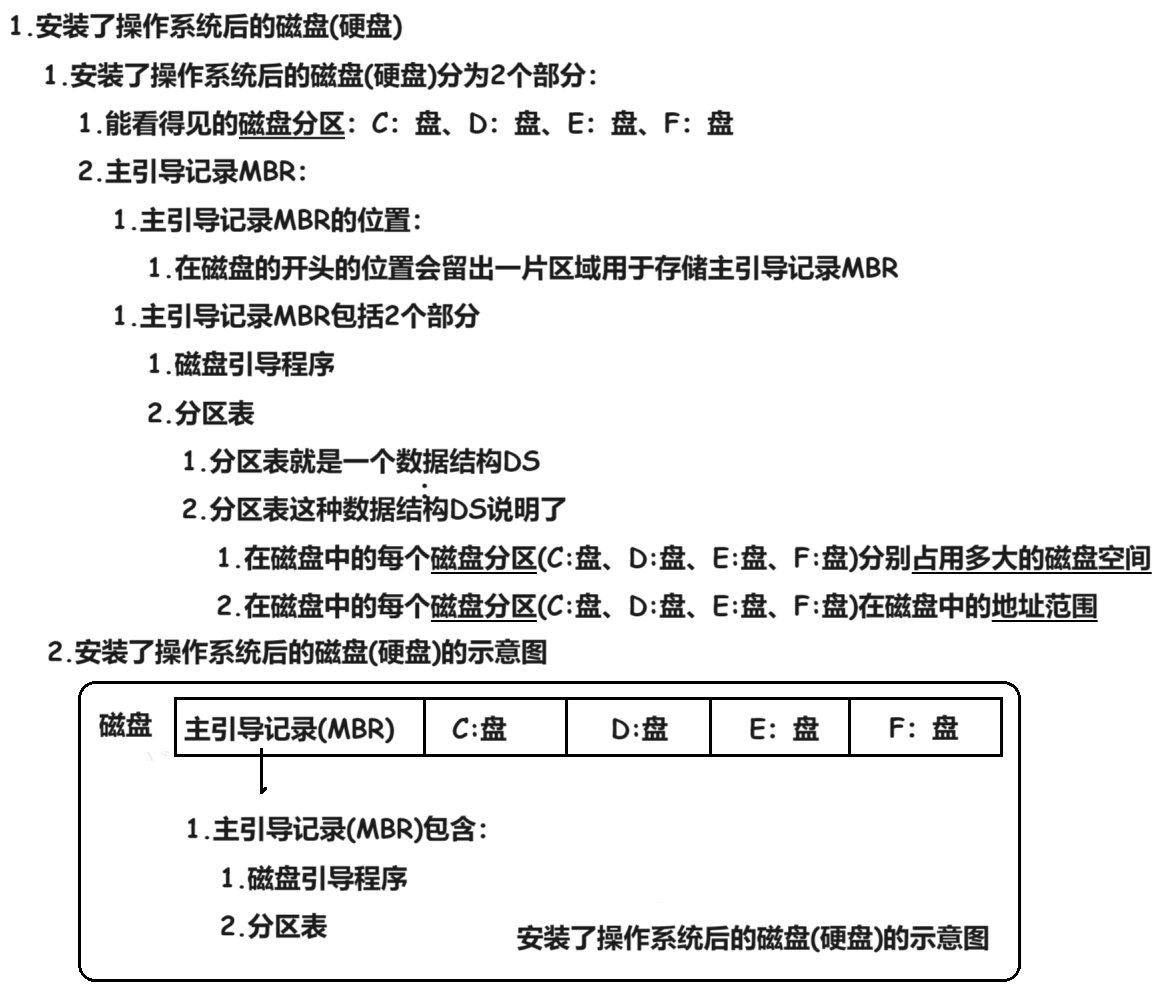 1.安装了操作系统后的磁盘(硬盘)
1.安装了操作系统后的磁盘(硬盘)分为2个部分：
1.能看得见的磁盘分区：C：盘、D：盘、E：盘、F：盘
2.主引导记录MBR：
1.主引导记录MBR的位置：
1.在磁盘的开头的位置会留出一片区域用于存储主引导记录MBR
1.主引导记录MBR包括2个部分
1.磁盘引导程序
2.分区表
1.分区表就是一个数据结构DS
2.分区表这种数据结构DS说明了
1.在磁盘中的每个磁盘分区(C:盘、D:盘、E:盘、F:盘)分别占用多大的磁盘空间
2.在磁盘中的每个磁盘分区(C:盘、D:盘、E:盘、F:盘)在磁盘中的地址范围
2.安装了操作系统后的磁盘(硬盘)的示意图
磁盘 主引导记录(MBR) C:盘 D:盘 E：盘 F：盘
1.主引导记录(MBR)包含：
1.磁盘引导程序
2.分区表
安装了操作系统后的磁盘(硬盘)的示意图